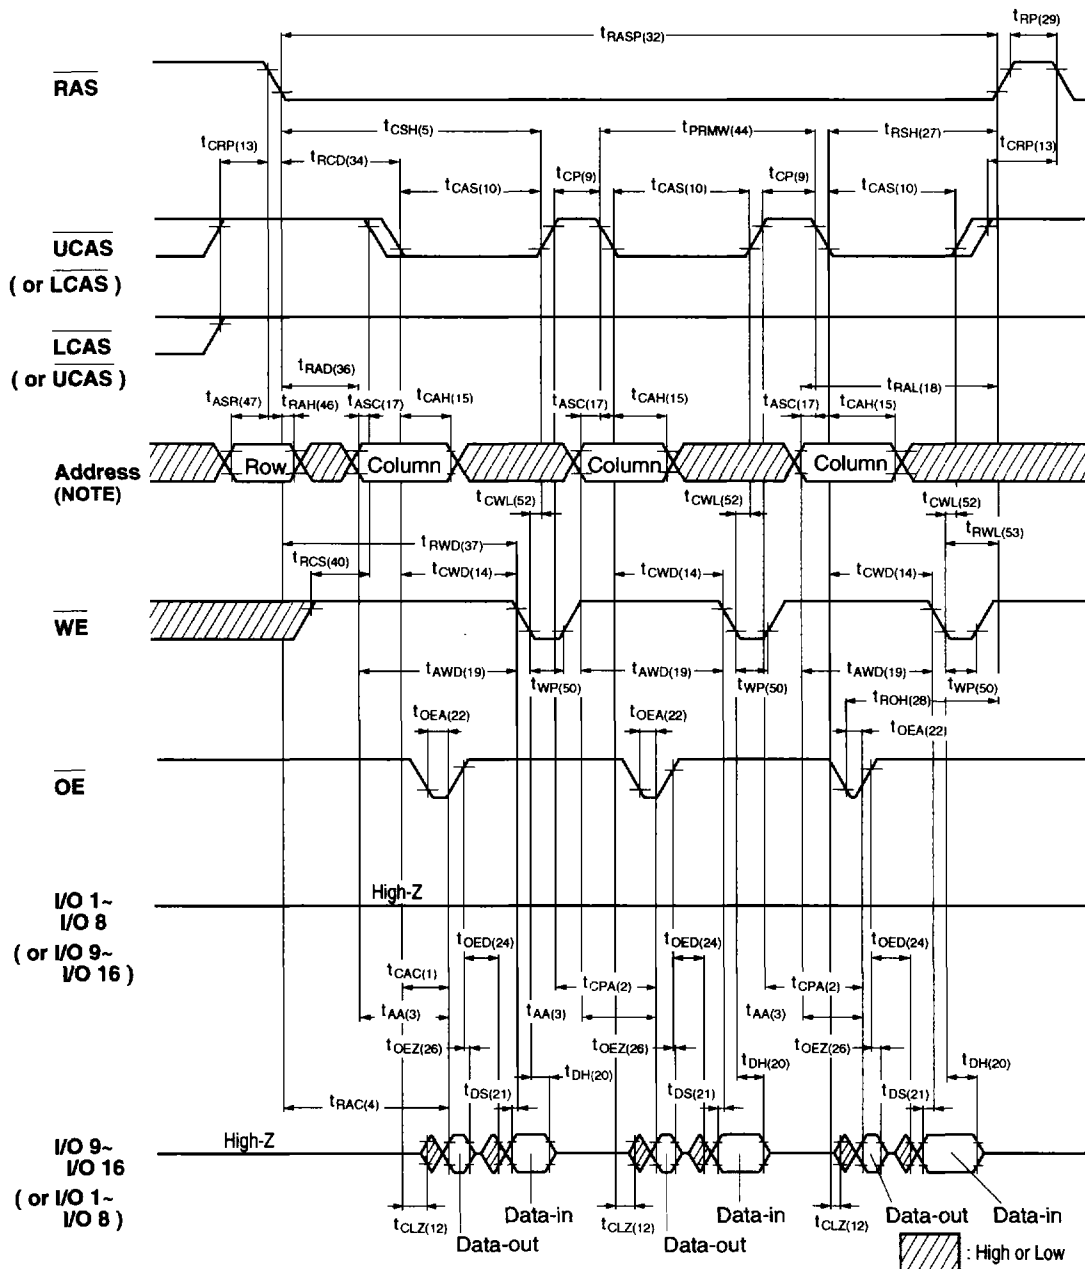 tRP(29)
tRASP(32)
RAS
tCSH(5) tPRMW(44) tRSH(27)
tCRP(13) tRCD(34) tCRP(13)
tCAS(10) tCP(9) tCAS(10) tCP(9) tCAS(10)
UCAS
( or LCAS )
LCAS
( or UCAS )
tRAD(36) tRAL(18)
tASR(47) tRAH(46) tASC(17) tCAH(15) tASC(17) tCAH(15) tASC(17) tCAH(15)
Address
(NOTE)
Row Column Column Column
tCWL(52) tCWL(52) tCWL(52)
tRWD(37) tRWL(53)
tRCS(40) tCWD(14) tCWD(14) tCWD(14)
WE
tAWD(19) tWP(50) tAWD(19) tWP(50) tAWD(19) tWP(50)
tROH(28)
tOEA(22) tOEA(22) tOEA(22)
OE
High-Z
I/O 1~
I/O 8
( or I/O 9~
I/O 16 )
tOED(24) tOED(24) tOED(24)
tCAC(1) tCPA(2) tCPA(2)
tAA(3) tAA(3) tAA(3)
tOEZ(26) tOEZ(26) tOEZ(26)
tDH(20) tDH(20) tDH(20)
tDS(21) tDS(21) tDS(21)
tRAC(4)
High-Z
I/O 9~
I/O 16
( or I/O 1~
I/O 8 )
tCLZ(12) tCLZ(12) tCLZ(12)
Data-in Data-in Data-out Data-in
Data-out Data-out
: High or Low